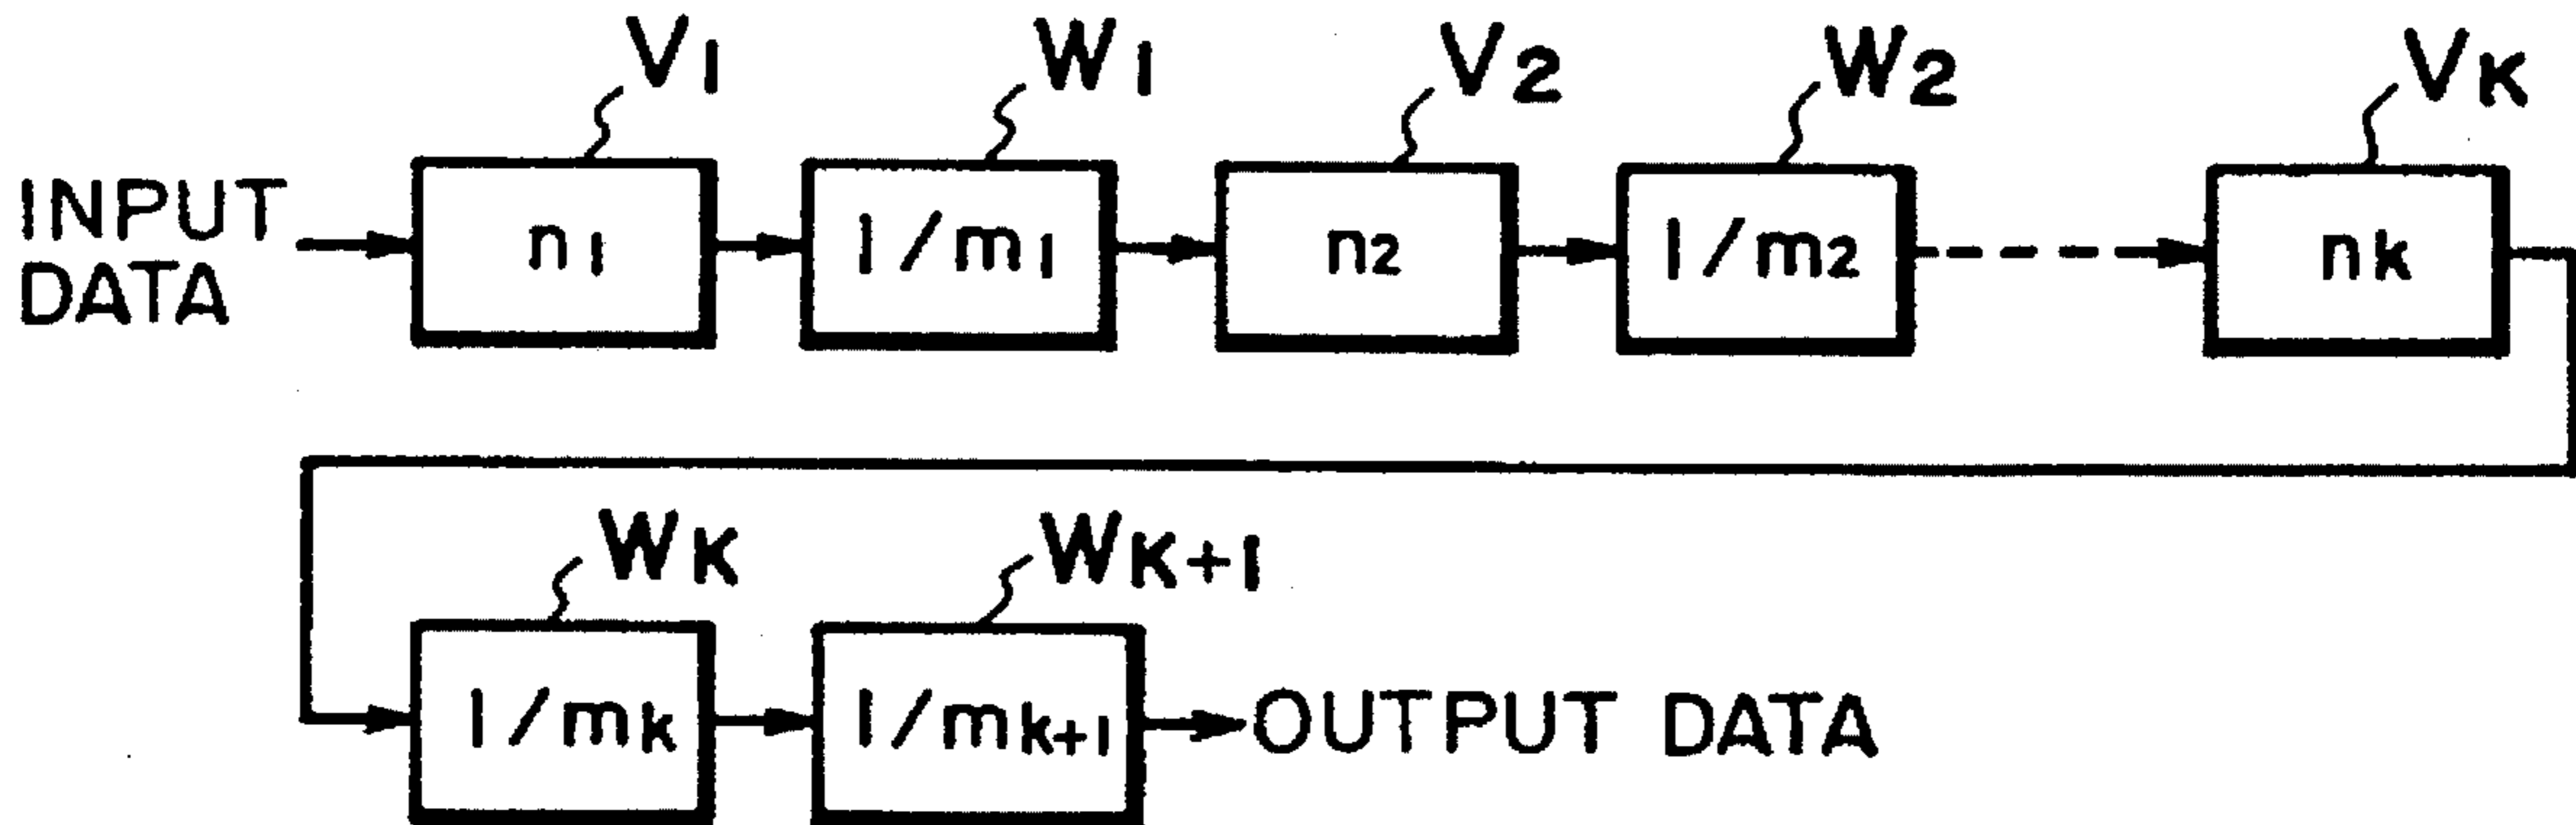 V1 W1 V2 W2 VK
INPUT DATA
n1 1/m1 n2 1/m2 nk
WK WK+1
1/mk 1/mk+1 OUTPUT DATA